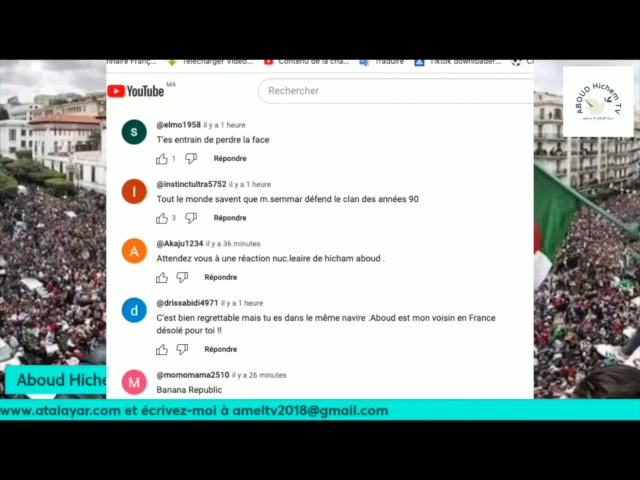 nnaire Franç...
Télécharger vidéo...
Contenu de la cha...
Traduire
Tiktok downloader...
YouTube MA
Rechercher
ABOUD Hichem TV
@elmo1958 il y a 1 heure
T'es entrain de perdre la face
1
Répondre
@instinctultra5752 il y a 1 heure
Tout le monde savent que m.semmar défend le clan des années 90
3
Répondre
@Akaju1234 il y a 36 minutes
Attendez vous à une réaction nuc.leaire de hicham aboud .
Répondre
@drissabidi4971 il y a 1 heure
C'est bien regrettable mais tu es dans le même navire .Aboud est mon voisin en France
désolé pour toi !!
Répondre
@momomama2510 il y a 26 minutes
Banana Republic
Aboud Hiche
www.atalayar.com et écrivez-moi à ameltv2018@gmail.com